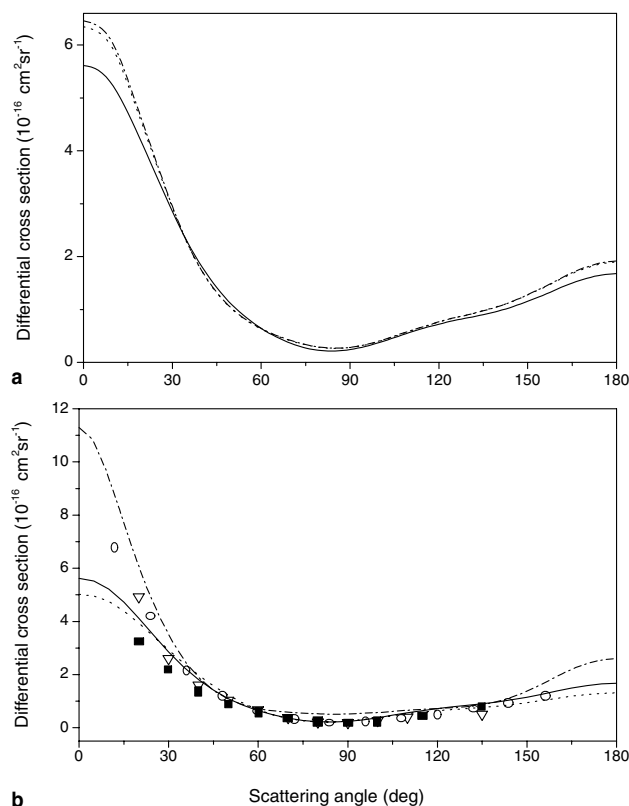 Differential cross section (10⁻¹⁶ cm²sr⁻¹)
6
4
2
0
0 30 60 90 120 150 180
a
Differential cross section (10⁻¹⁶ cm²sr⁻¹)
12
10
8
6
4
2
0
0 30 60 90 120 150 180
b
Scattering angle (deg)